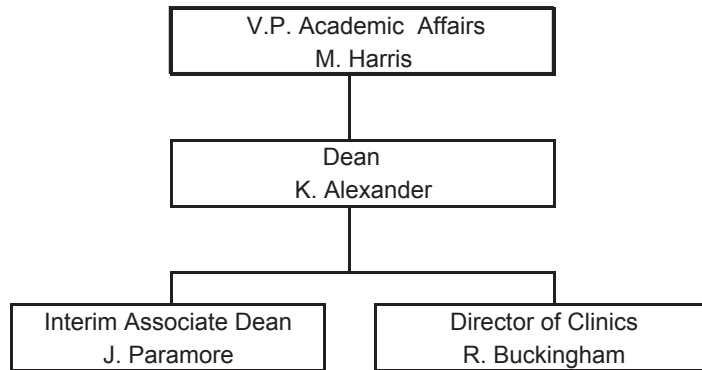 V.P. Academic Affairs
M. Harris
Dean
K. Alexander
Interim Associate Dean
J. Paramore
Director of Clinics
R. Buckingham